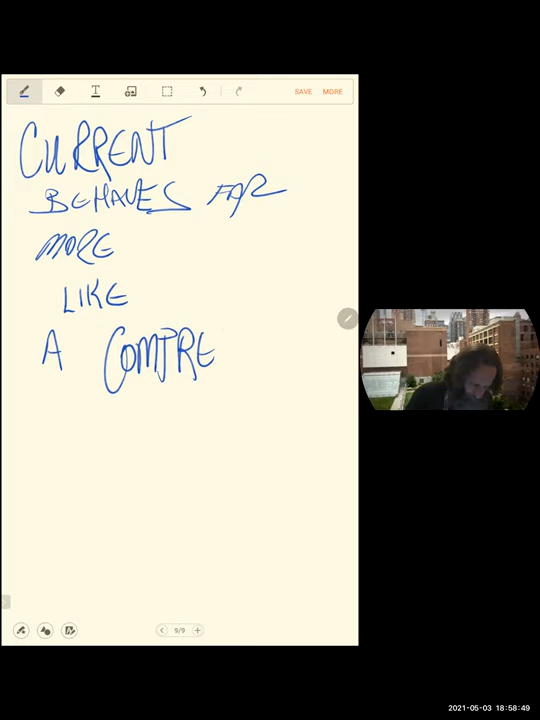 T
SAVE MORE
CURRENT
BEHAVES FAR
MORE
LIKE
A COMPRE
9/9
2021-05-03 18:58:49